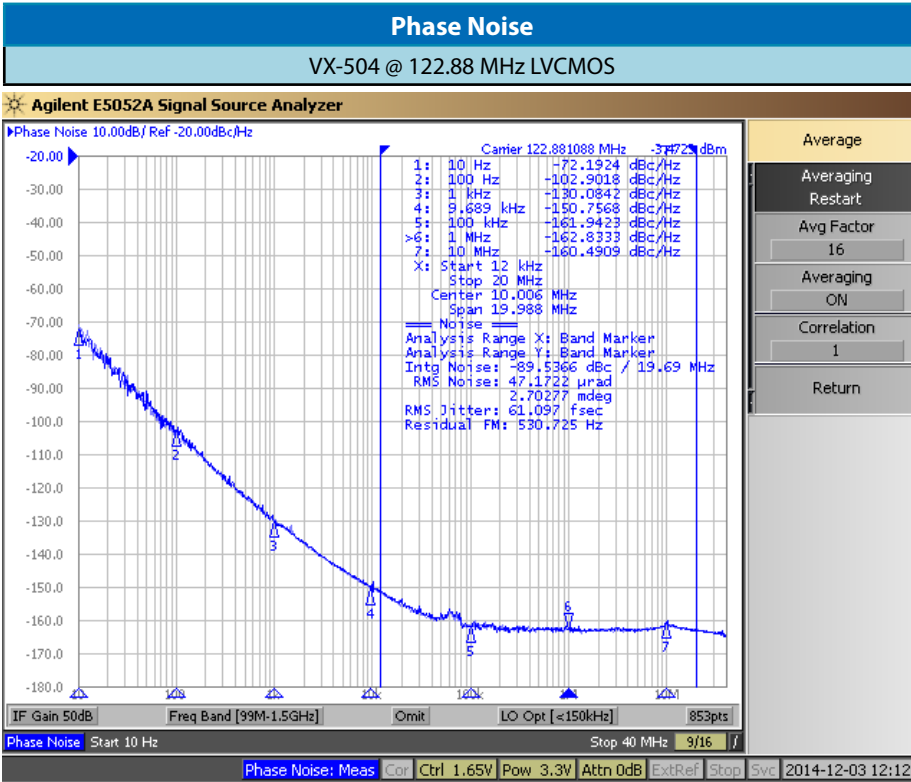 Phase Noise
VX-504 @ 122.88 MHz LVCMOS
Agilent E5052A Signal Source Analyzer
Phase Noise 10.00dB/ Ref -20.00dBc/Hz
Carrier 122.881088 MHz dBm
1: 10 Hz -72.1924 dBc/Hz
2: 100 Hz -102.9018 dBc/Hz
3: 1 kHz -130.0842 dBc/Hz
4: 9.689 kHz -150.7568 dBc/Hz
5: 100 kHz -161.9423 dBc/Hz
>6: 1 MHz -162.8333 dBc/Hz
7: 10 MHz -160.4909 dBc/Hz
X: Start 12 kHz
Stop 20 MHz
Center 10.006 MHz
Span 19.988 MHz
=== Noise ===
Analysis Range X: Band Marker
Analysis Range Y: Band Marker
Intg Noise: -89.5366 dBc / 19.69 MHz
RMS Noise: 47.1722 µrad
2.70277 mdeg
RMS Jitter: 61.097 fsec
Residual FM: 530.725 Hz
-20.00
-30.00
-40.00
-50.00
-60.00
-70.00
-80.00
-90.00
-100.0
-110.0
-120.0
-130.0
-140.0
-150.0
-160.0
-170.0
-180.0
1
2
3
4
5
6
7
Average
Averaging
Restart
Avg Factor
16
Averaging
ON
Correlation
1
Return
IF Gain 50dB Freq Band [99M-1.5GHz] Omit LO Opt [<150kHz] 853pts
Phase Noise Start 10 Hz Stop 40 MHz 9/16
Phase Noise: Meas Cor Ctrl 1.65V Pow 3.3V Attn 0dB ExtRef Stop Svc 2014-12-03 12:12